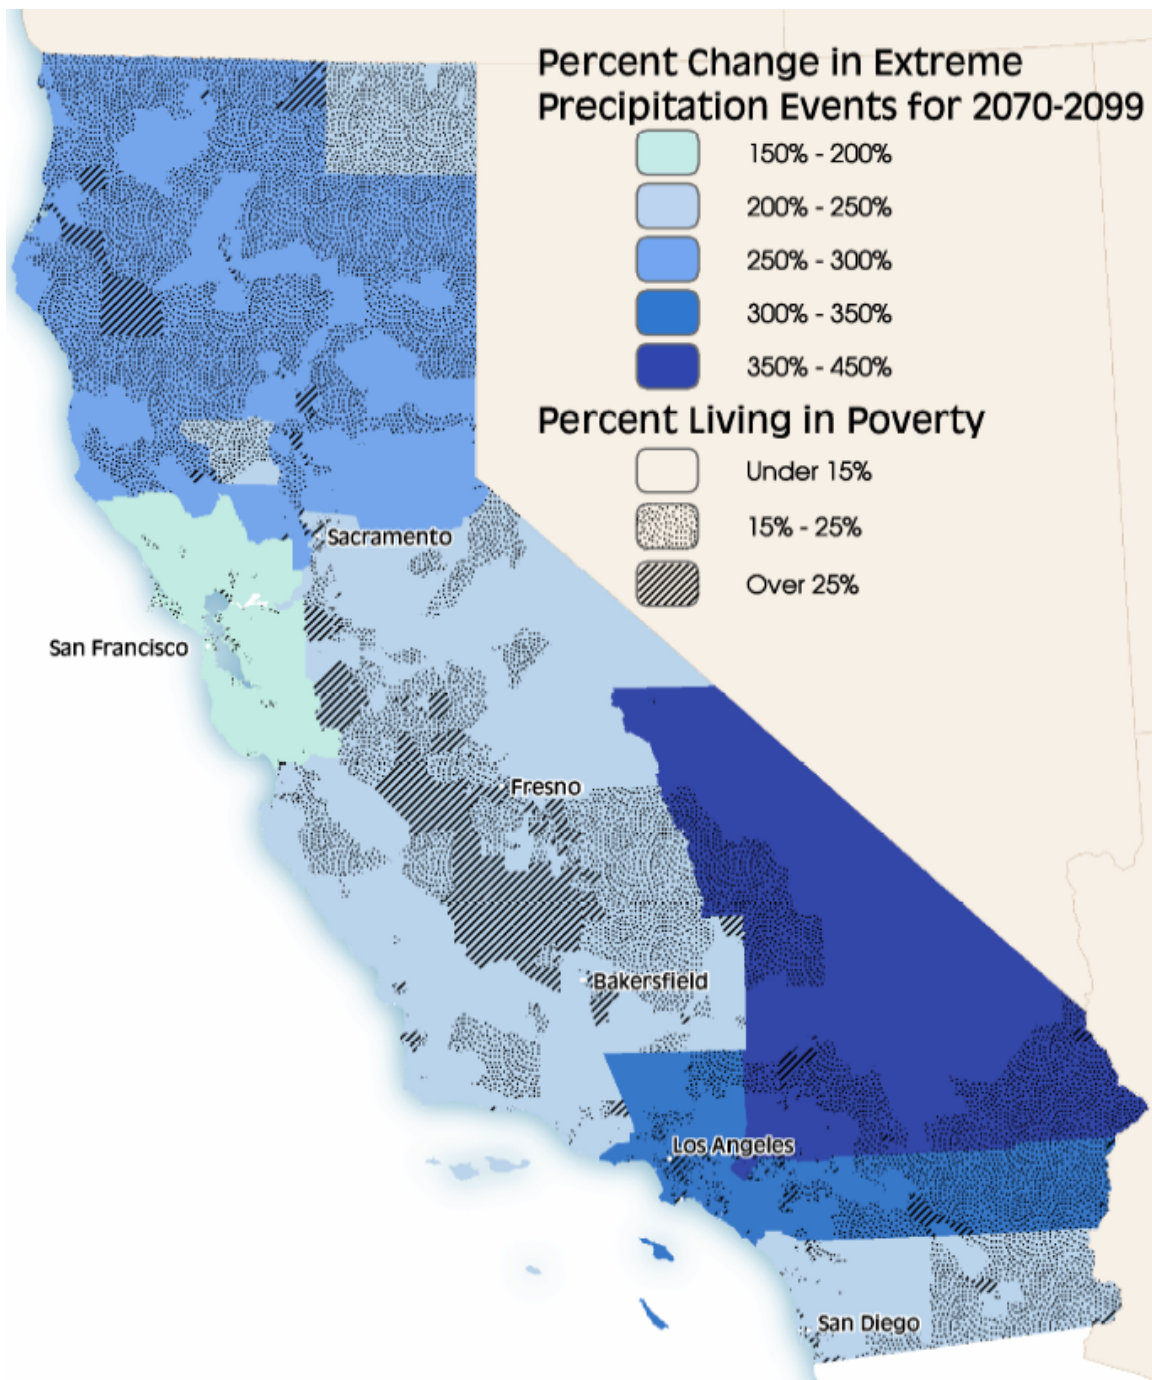 Percent Change in Extreme
Precipitation Events for 2070-2099
150% - 200%
200% - 250%
250% - 300%
300% - 350%
350% - 450%
Percent Living in Poverty
Under 15%
15% - 25%
Over 25%
Sacramento
San Francisco
Fresno
Bakersfield
Los Angeles
San Diego